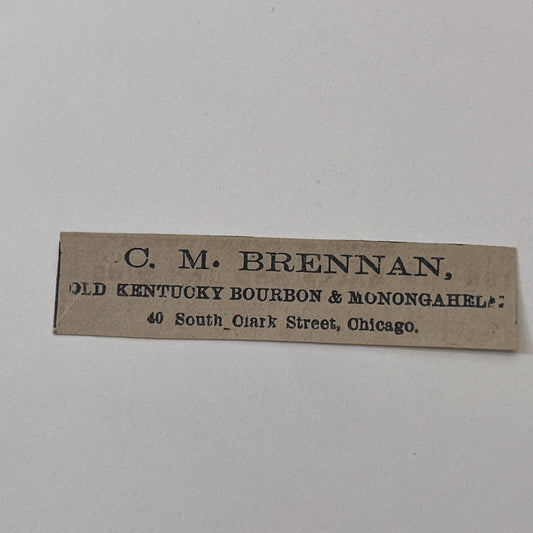 C. M. BRENNAN,
OLD KENTUCKY BOURBON & MONONGAHELA
40 South Clark Street, Chicago.